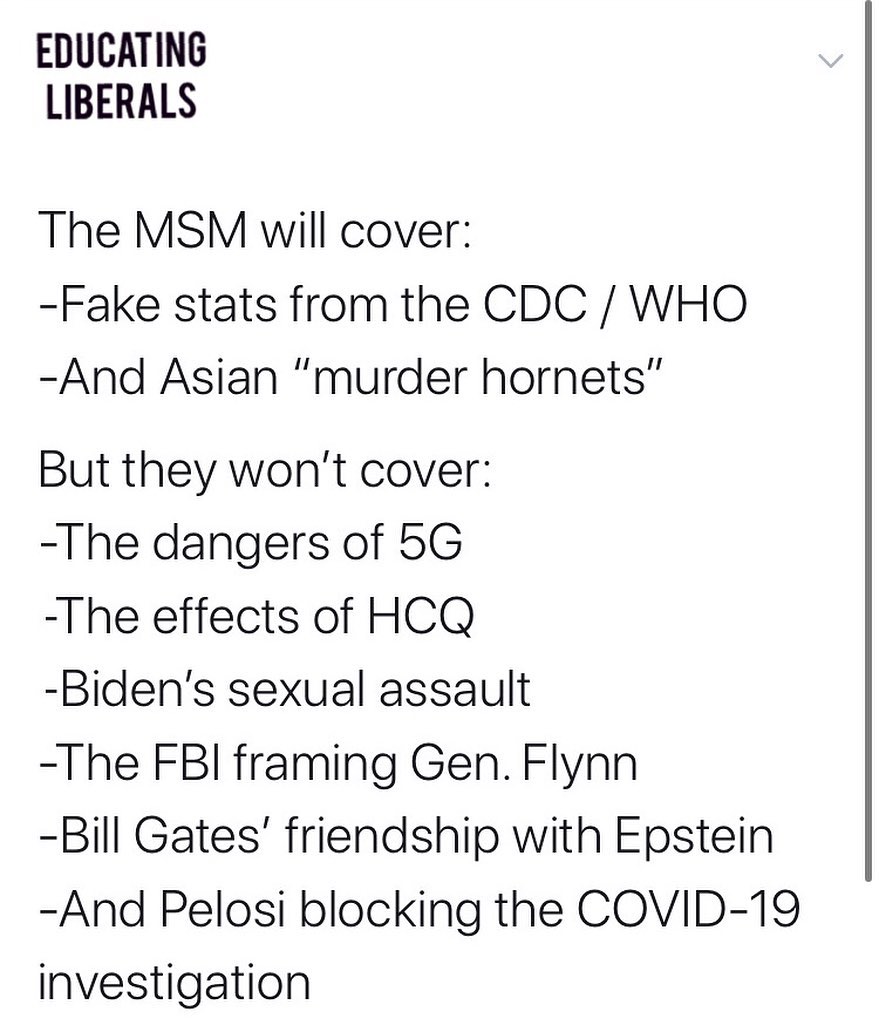 EDUCATING
LIBERALS
The MSM will cover:
-Fake stats from the CDC / WHO
-And Asian “murder hornets”
But they won’t cover:
-The dangers of 5G
-The effects of HCQ
-Biden’s sexual assault
-The FBI framing Gen. Flynn
-Bill Gates’ friendship with Epstein
-And Pelosi blocking the COVID-19
investigation